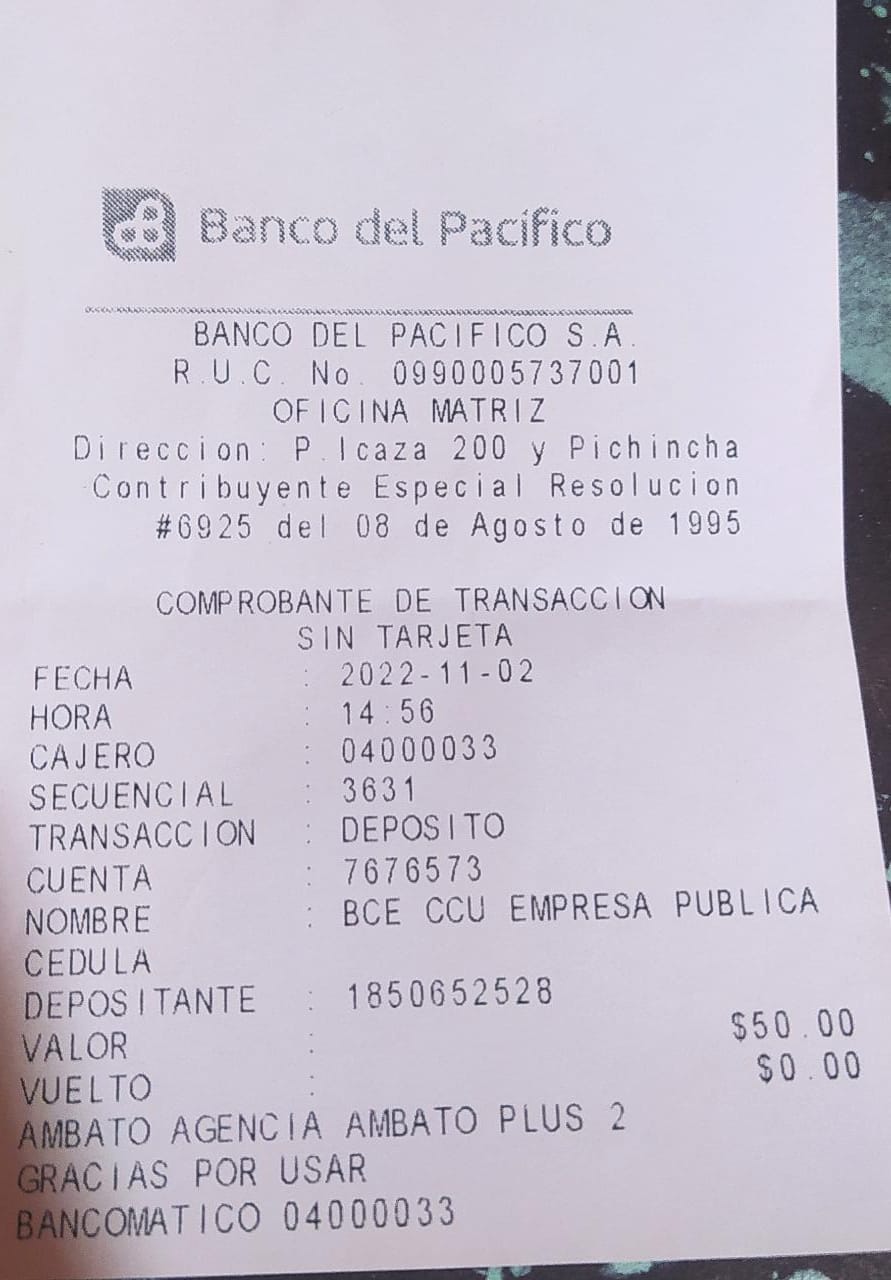 Banco del Pacífico
BANCO DEL PACIFICO S.A.
R.U.C. No. 0990005737001
OFICINA MATRIZ
Direccion: P.Icaza 200 y Pichincha
Contribuyente Especial Resolucion
#6925 del 08 de Agosto de 1995
COMPROBANTE DE TRANSACCION
SIN TARJETA
FECHA : 2022-11-02
HORA : 14:56
CAJERO : 04000033
SECUENCIAL : 3631
TRANSACCION : DEPOSITO
CUENTA : 7676573
NOMBRE : BCE CCU EMPRESA PUBLICA
CEDULA
DEPOSITANTE : 1850652528
VALOR : $50.00
VUELTO : $0.00
AMBATO AGENCIA AMBATO PLUS 2
GRACIAS POR USAR
BANCOMATICO 04000033